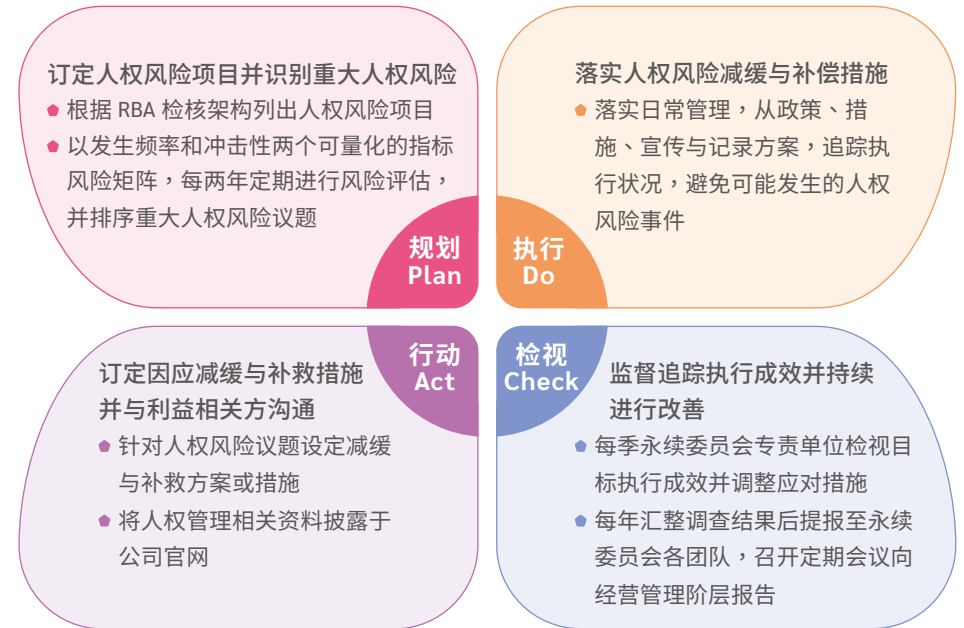 订定人权风险项目并识别重大人权风险
根据 RBA 检核架构列出人权风险项目
以发生频率和冲击性两个可量化的指标
风险矩阵，每两年定期进行风险评估，
并排序重大人权风险议题
规划
Plan
落实人权风险减缓与补偿措施
落实日常管理，从政策、措
施、宣传与记录方案，追踪执
行状况，避免可能发生的人权
风险事件
执行
Do
订定因应减缓与补救措施
并与利益相关方沟通
针对人权风险议题设定减缓
与补救方案或措施
将人权管理相关资料披露于
公司官网
行动
Act
检视
Check
监督追踪执行成效并持续
进行改善
每季永续委员会专责单位检视目
标执行成效并调整应对措施
每年汇整调查结果后提报至永续
委员会各团队，召开定期会议向
经营管理阶层报告